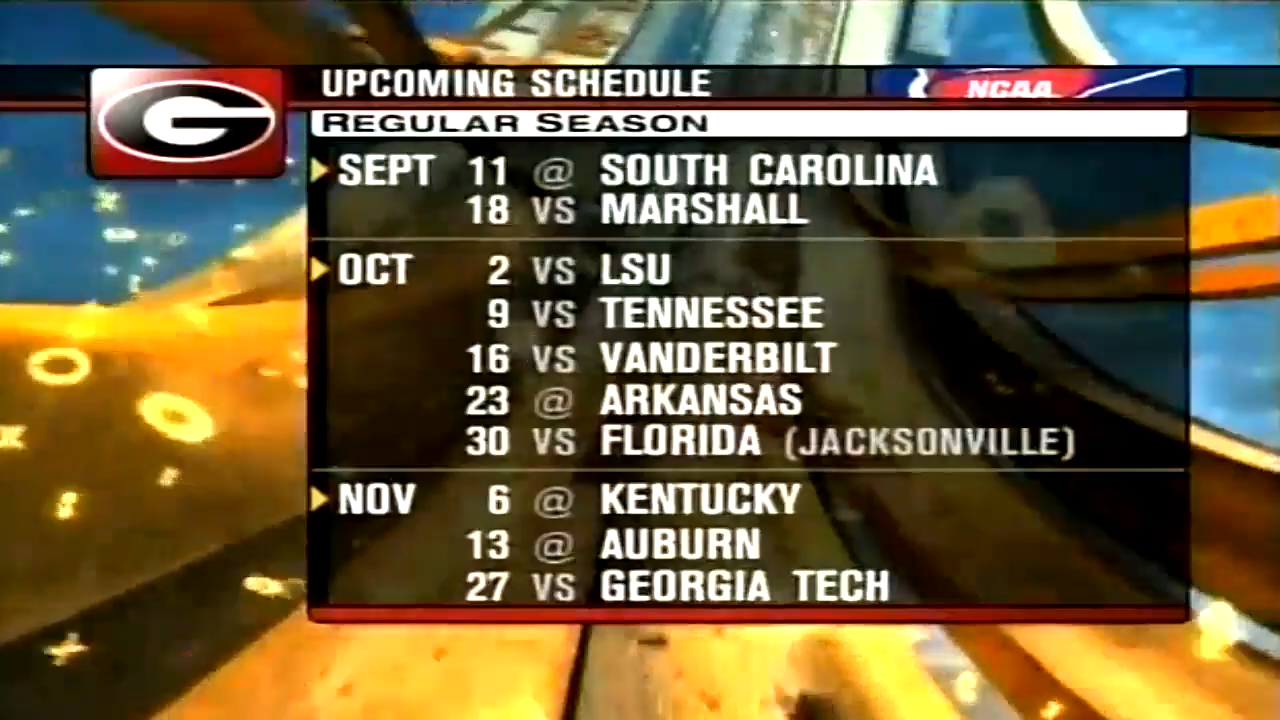 G
UPCOMING SCHEDULE
NCAA
REGULAR SEASON
SEPT 11 @ SOUTH CAROLINA
18 VS MARSHALL
OCT 2 VS LSU
9 VS TENNESSEE
16 VS VANDERBILT
23 @ ARKANSAS
30 VS FLORIDA (JACKSONVILLE)
NOV 6 @ KENTUCKY
13 @ AUBURN
27 VS GEORGIA TECH